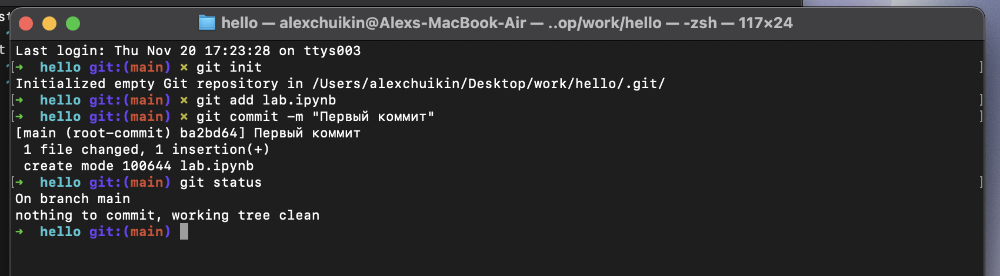 hello — alexchuikin@Alexs-MacBook-Air — ..op/work/hello — -zsh — 117×24
Last login: Thu Nov 20 17:23:28 on ttys003
[➜  hello git:(main) ✗ git init ]
Initialized empty Git repository in /Users/alexchuikin/Desktop/work/hello/.git/
[➜  hello git:(main) ✗ git add lab.ipynb ]
[➜  hello git:(main) ✗ git commit -m "Первый коммит" ]
[main (root-commit) ba2bd64] Первый коммит
 1 file changed, 1 insertion(+)
 create mode 100644 lab.ipynb
[➜  hello git:(main) git status ]
On branch main
nothing to commit, working tree clean
➜  hello git:(main)